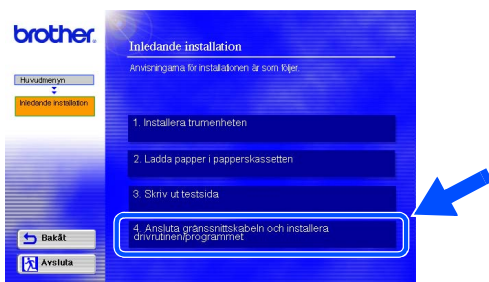 brother.
Huvudmenyn
Inledande installation
Bakåt
Avsluta
Inledande installation
Anvisningarna för installationen är som följer.
1. Installera trumenheten
2. Ladda papper i papperskassetten
3. Skriv ut testsida
4. Ansluta gränssnittskabeln och installera
drivrutinen/programmet